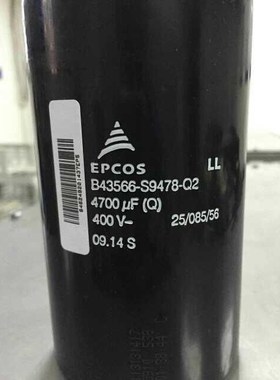 EPCOS
LL
B43566-S9478-Q2
4700 µF (Q)
400 V⎓ 25/085/56
09.14 S